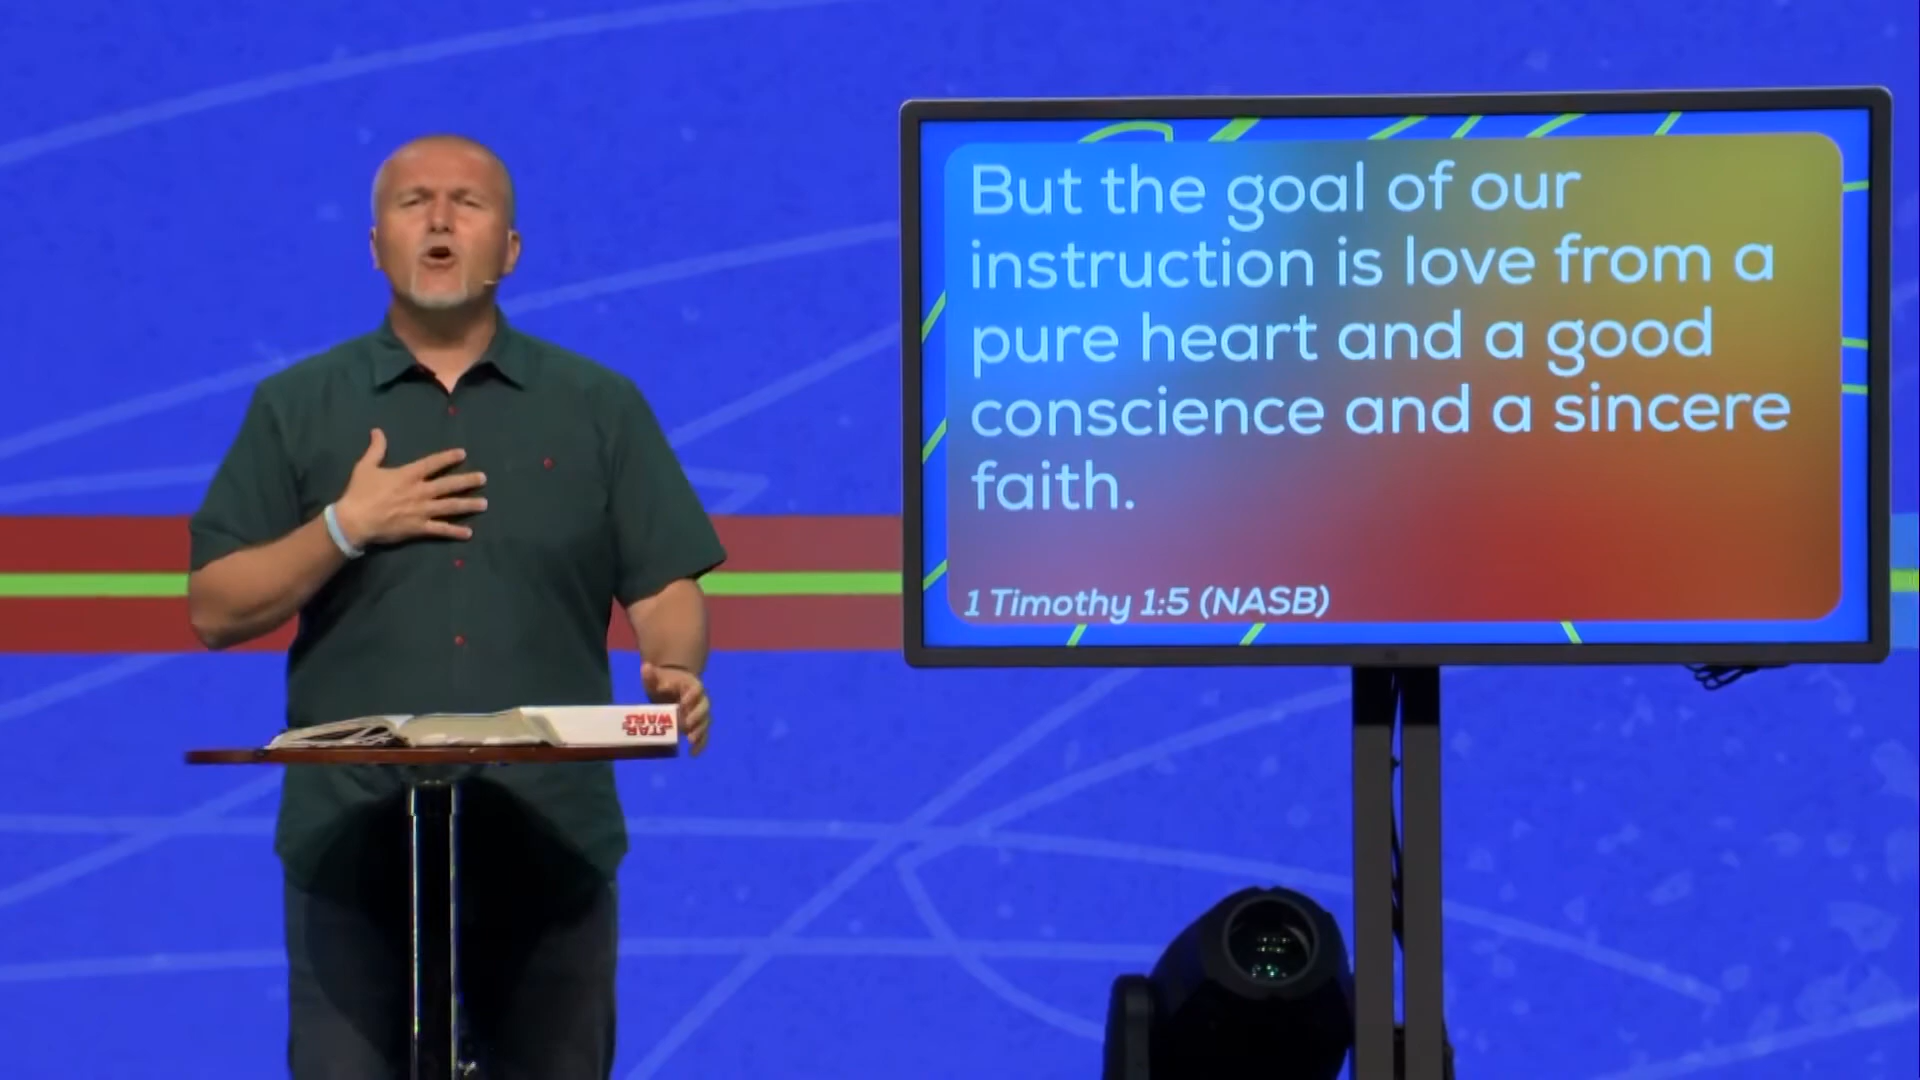 But the goal of our
instruction is love from a
pure heart and a good
conscience and a sincere
faith.
1 Timothy 1:5 (NASB)
STAR
WARS